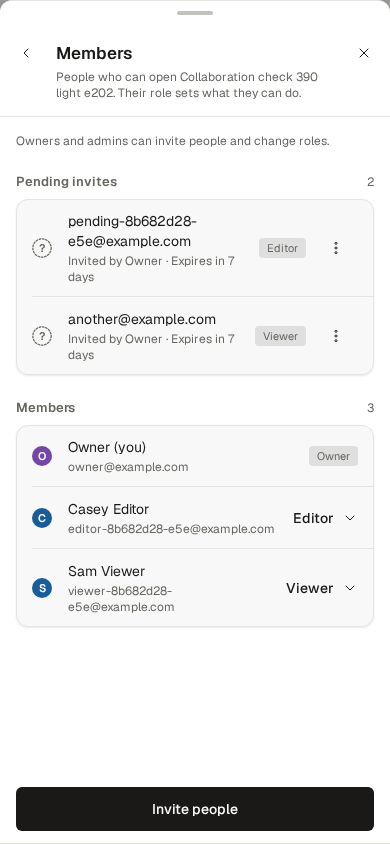 Members
People who can open Collaboration check 390
light e202. Their role sets what they can do.
Owners and admins can invite people and change roles.
Pending invites 2
pending-8b682d28-
e5e@example.com
Invited by Owner · Expires in 7
days
Editor
?
another@example.com
Invited by Owner · Expires in 7
days
Viewer
?
Members 3
O
Owner (you)
owner@example.com
Owner
C
Casey Editor
editor-8b682d28-e5e@example.com
Editor
S
Sam Viewer
viewer-8b682d28-
e5e@example.com
Viewer
Invite people